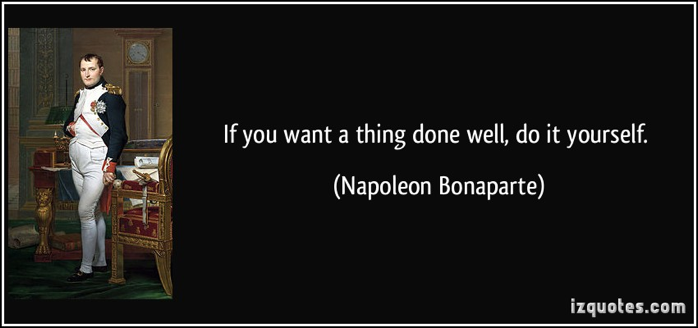 If you want a thing done well, do it yourself.
(Napoleon Bonaparte)
izquotes.com